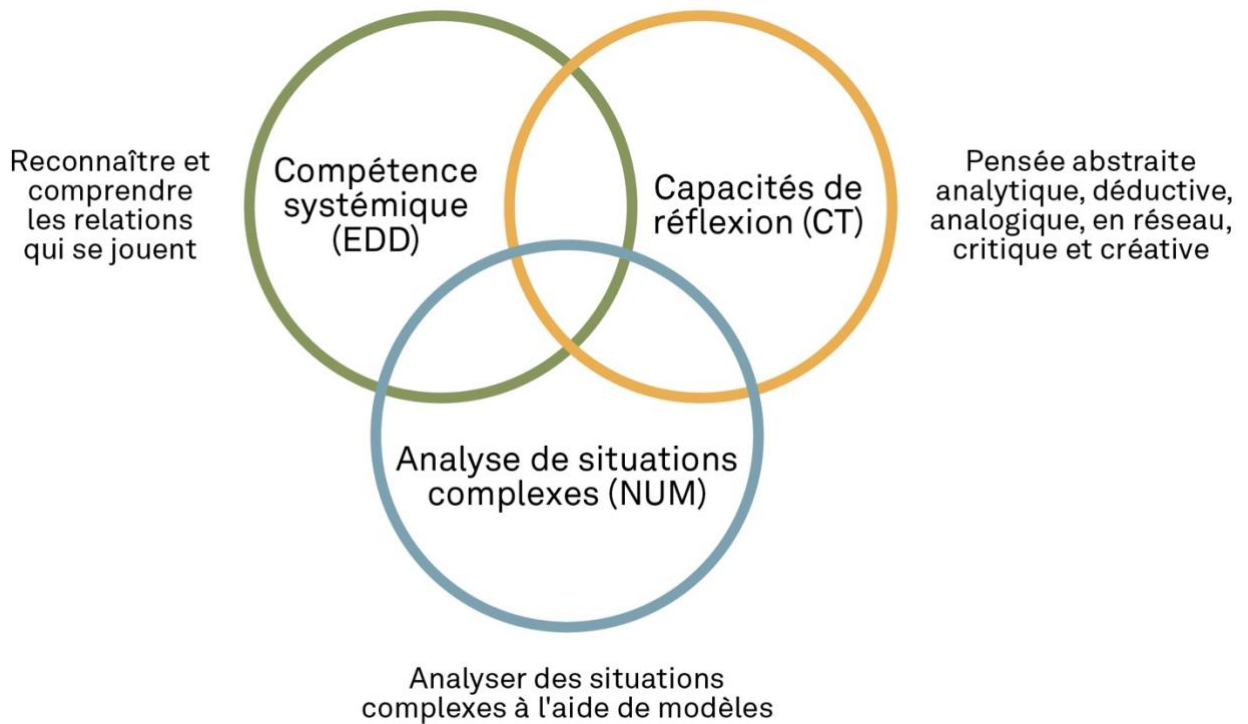 Reconnaître et
comprendre
les relations
qui se jouent
Compétence
systémique
(EDD)
Capacités de
réflexion (CT)
Pensée abstraite
analytique, déductive,
analogique, en réseau,
critique et créative
Analyse de situations
complexes (NUM)
Analyser des situations
complexes à l'aide de modèles